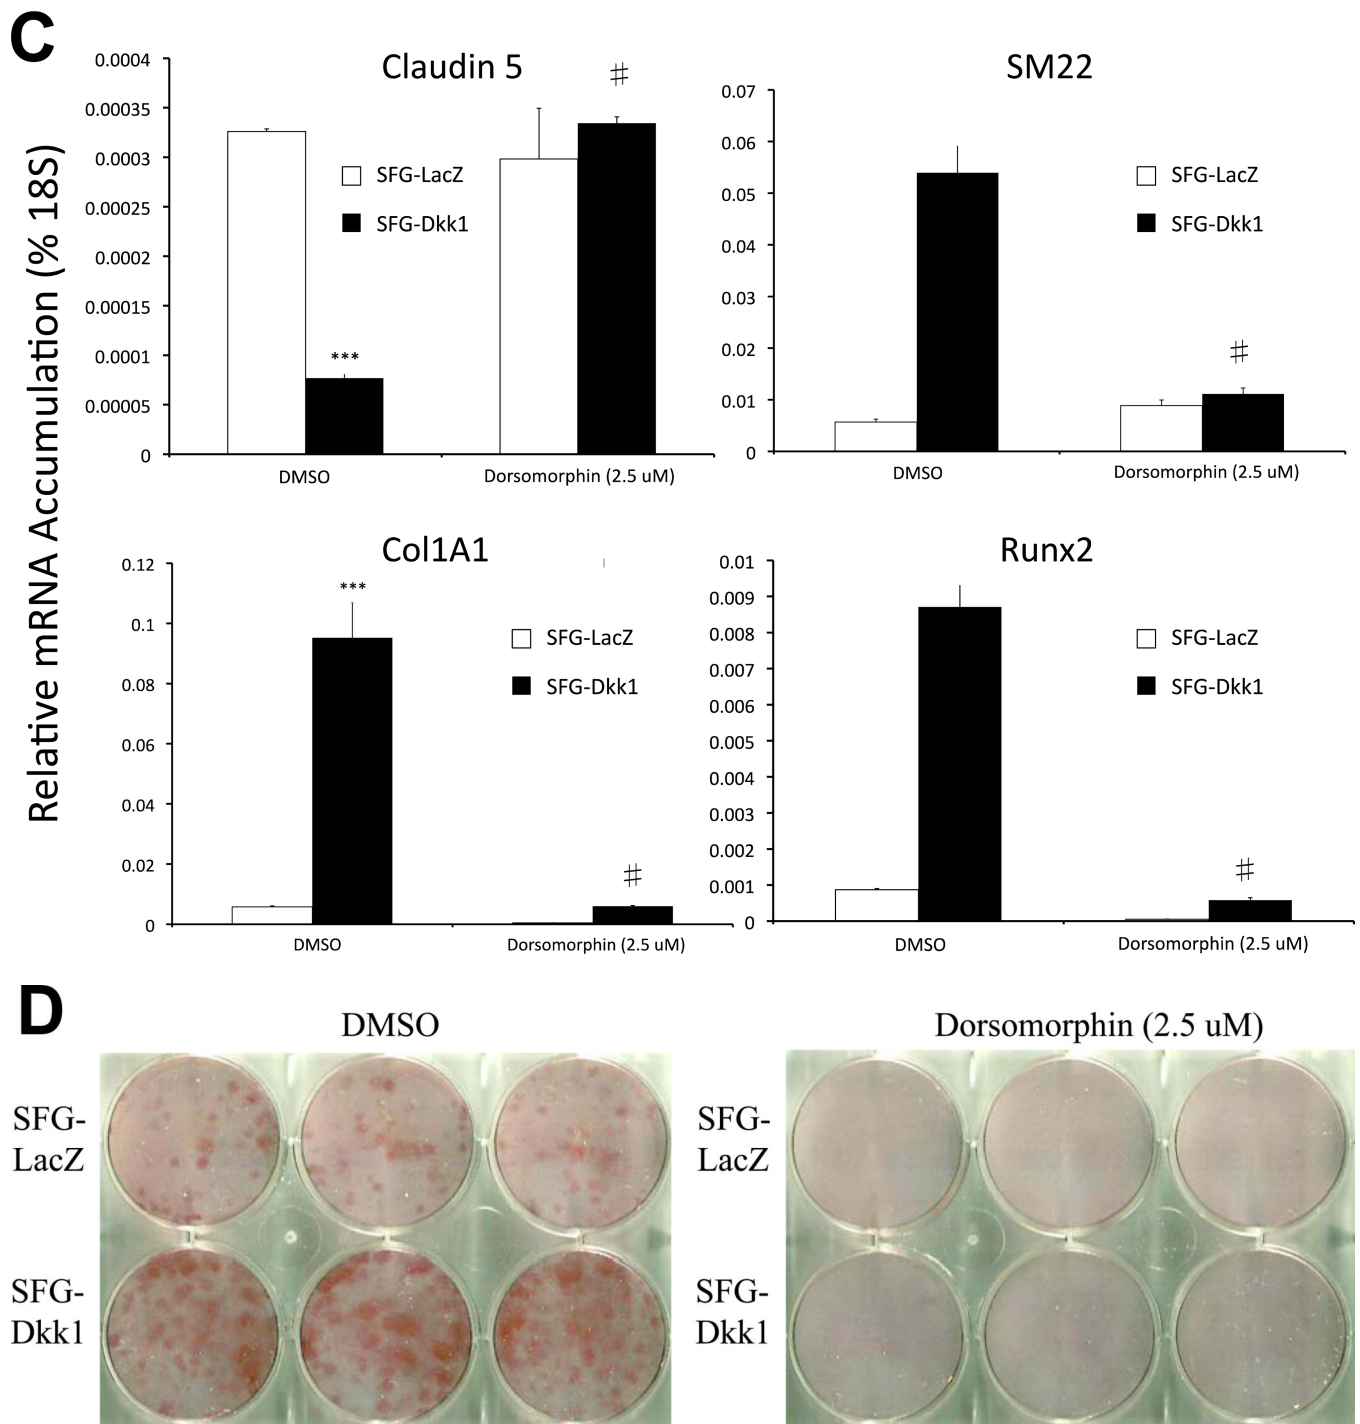 C
Relative mRNA Accumulation (% 18S)
Claudin 5
0.0004
0.00035
0.0003
0.00025
0.0002
0.00015
0.0001
0.00005
0
#
***
SFG-LacZ
SFG-Dkk1
DMSO
Dorsomorphin (2.5 uM)
SM22
0.07
0.06
0.05
0.04
0.03
0.02
0.01
0
#
SFG-LacZ
SFG-Dkk1
DMSO
Dorsomorphin (2.5 uM)
Col1A1
0.12
0.1
0.08
0.06
0.04
0.02
0
***
#
SFG-LacZ
SFG-Dkk1
DMSO
Dorsomorphin (2.5 uM)
Runx2
0.01
0.009
0.008
0.007
0.006
0.005
0.004
0.003
0.002
0.001
0
#
SFG-LacZ
SFG-Dkk1
DMSO
Dorsomorphin (2.5 uM)
D
DMSO
SFG-
LacZ
SFG-
Dkk1
Dorsomorphin (2.5 uM)
SFG-
LacZ
SFG-
Dkk1